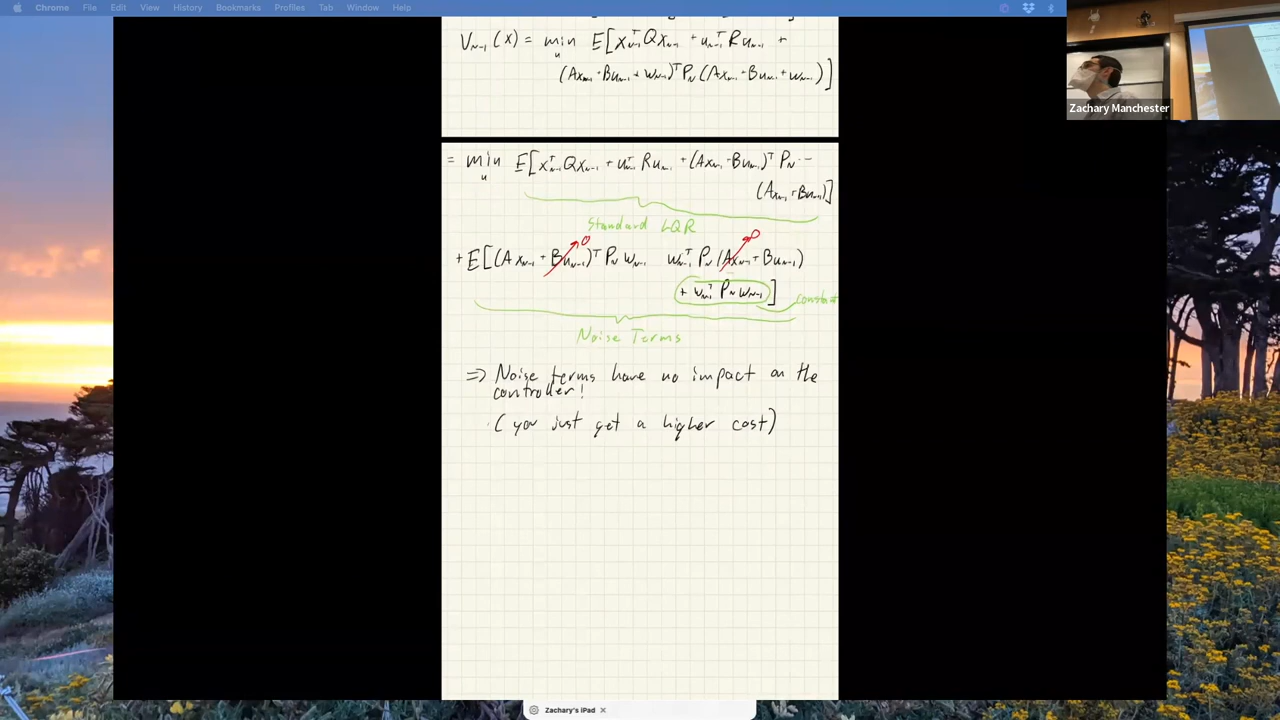 Chrome File Edit View History Bookmarks Profiles Tab Window Help
V_{N-1}(x) = min_u E[x_{N-1}^T Q x_{N-1} + u_{N-1}^T R u_{N-1} +
(Ax_{N-1} + Bu_{N-1} + w_{N-1})^T P_N (Ax_{N-1} + Bu_{N-1} + w_{N-1})]
Zachary Manchester
= min_u E[x_{N-1}^T Q x_{N-1} + u_{N-1}^T R u_{N-1} + (Ax_{N-1} + Bu_{N-1})^T P_N ...
(Ax_{N-1} + Bu_{N-1})]
Standard LQR
0 0
+ E[(Ax_{N-1} + Bu_{N-1})^T P_N w_{N-1} w_{N-1}^T P_N (Ax_{N-1} + Bu_{N-1})
+ w_{N-1}^T P_N w_{N-1}]
constant
Noise Terms
⇒ Noise terms have no impact on the
controller!
(you just get a higher cost)
Zachary's iPad